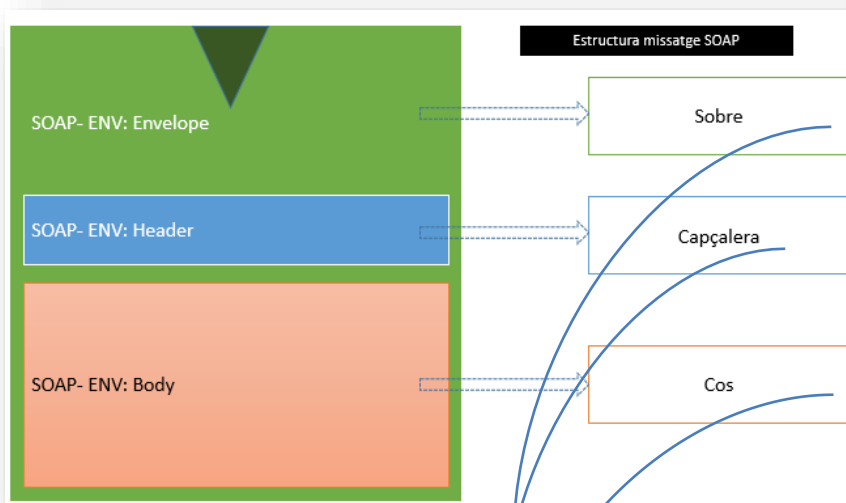 Estructura missatge SOAP
SOAP- ENV: Envelope
Sobre
SOAP- ENV: Header
Capçalera
SOAP- ENV: Body
Cos